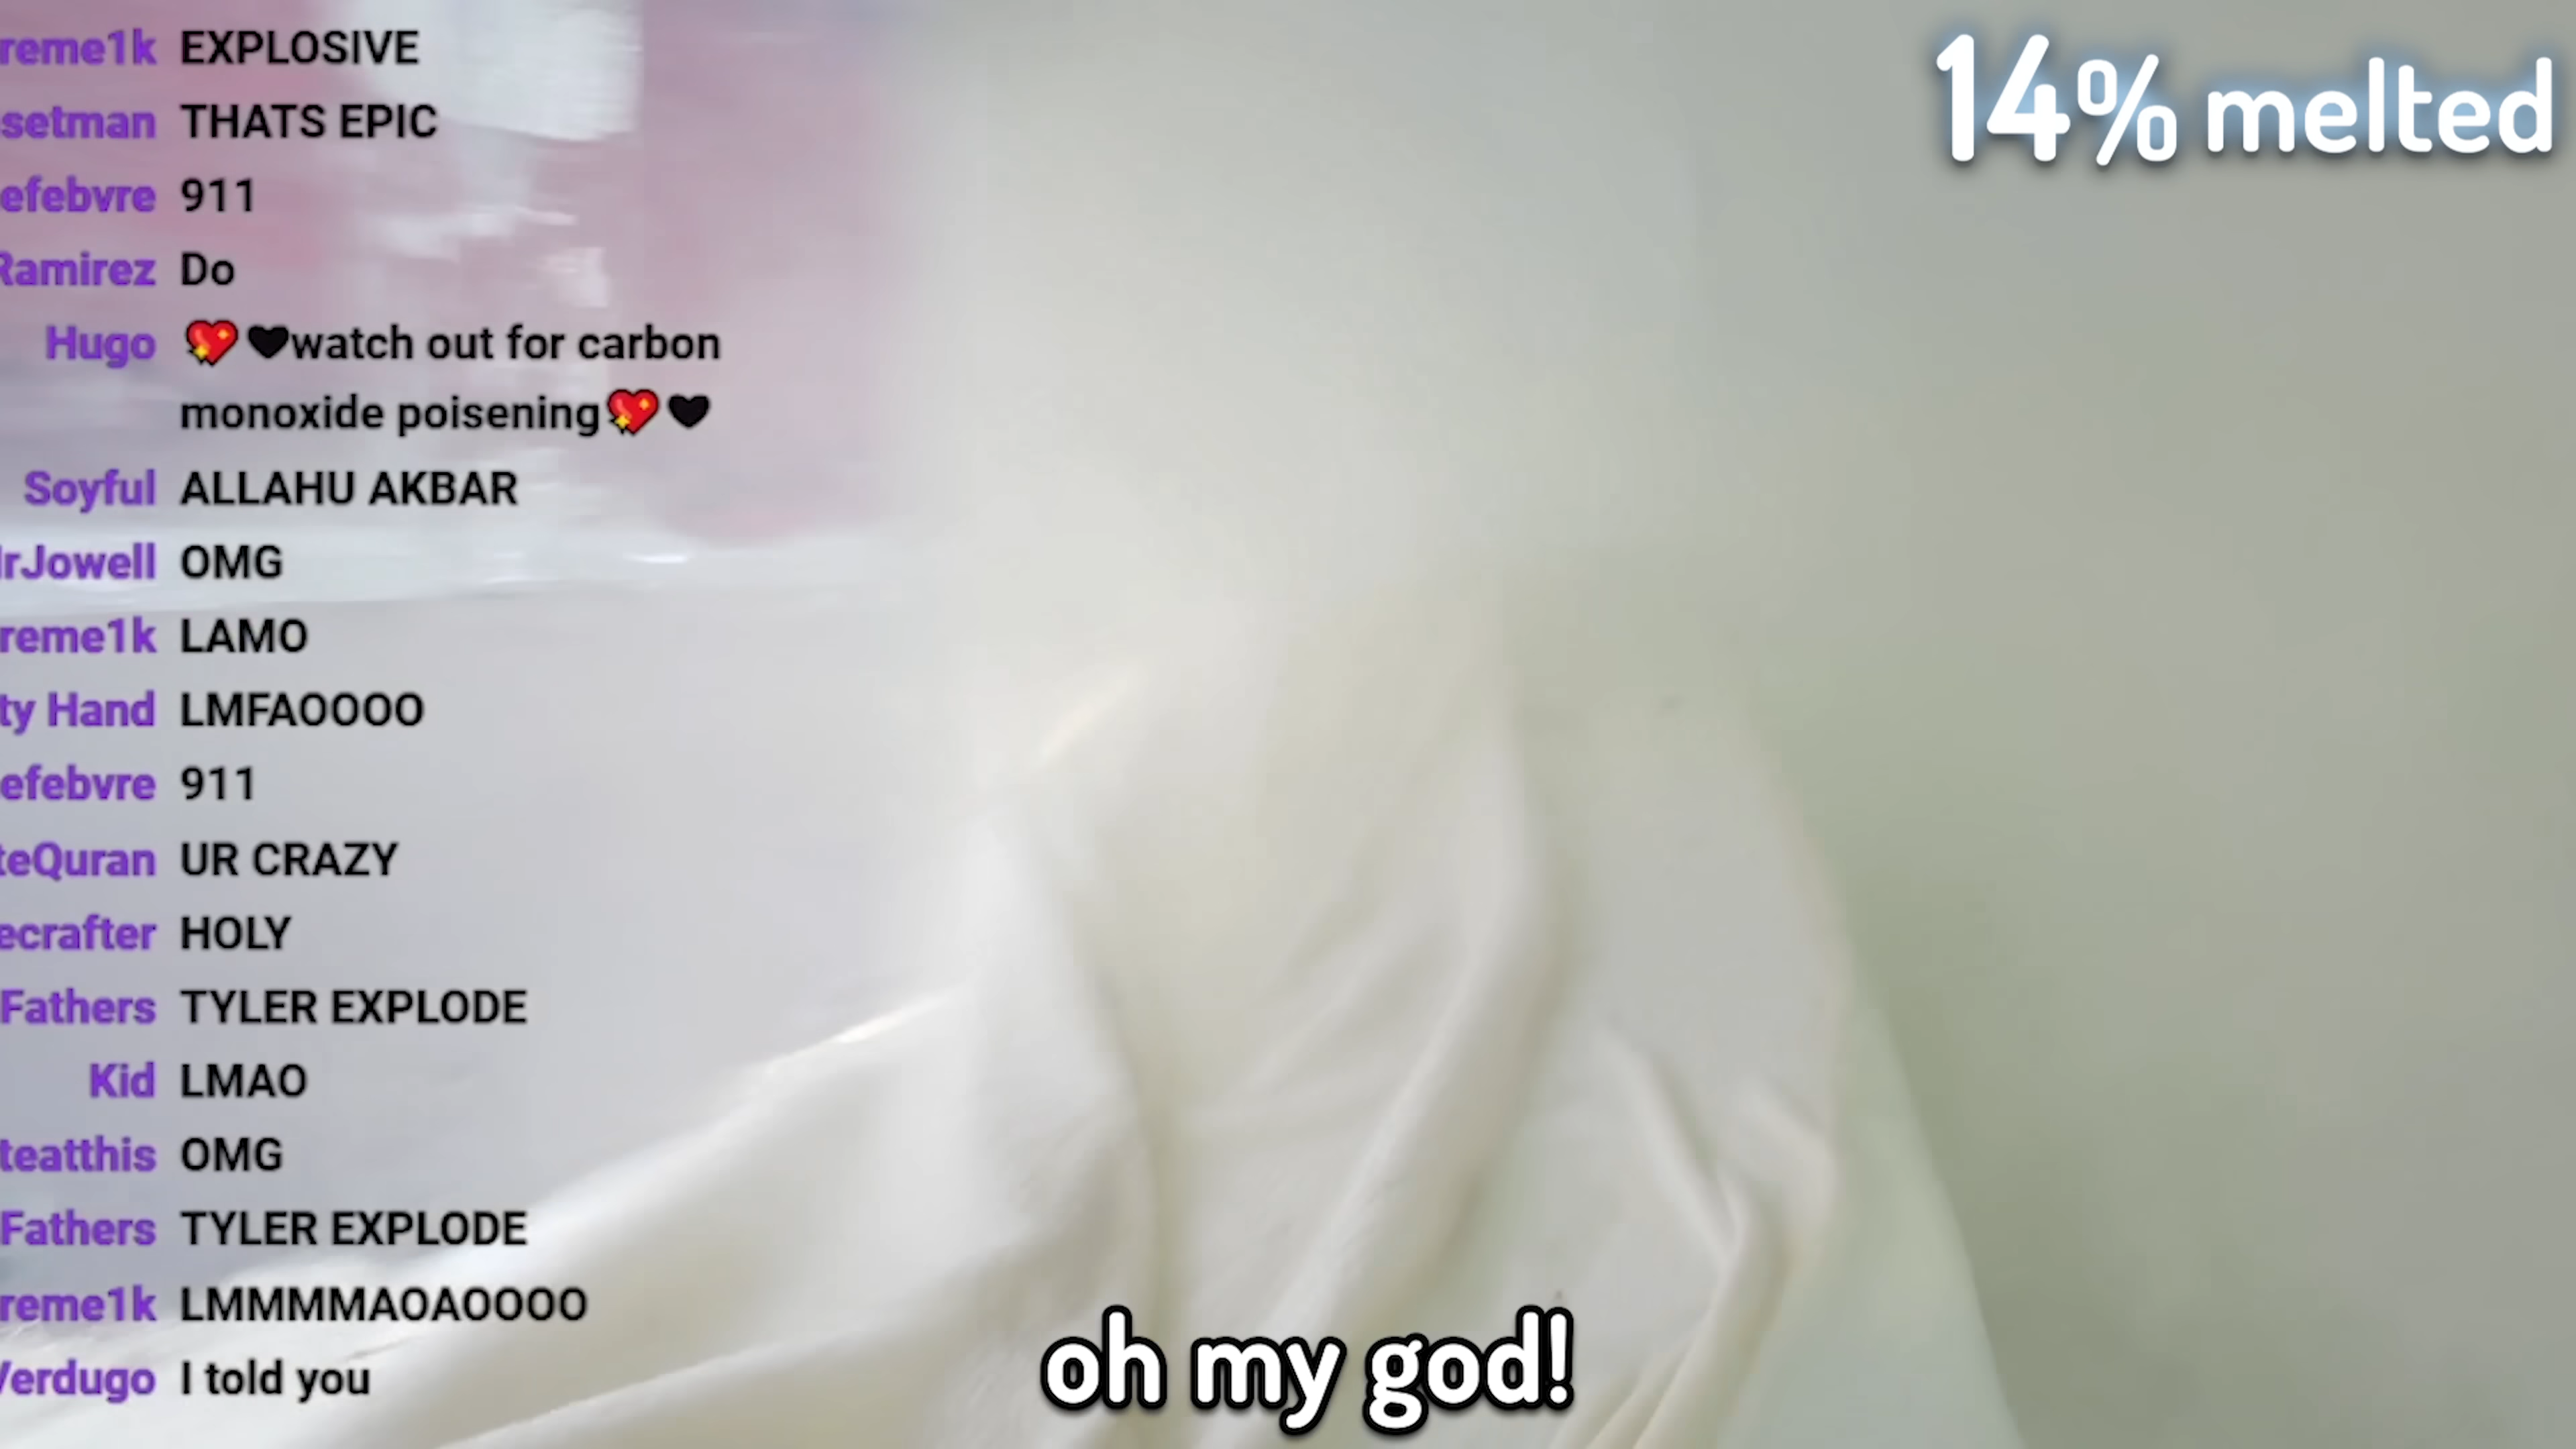 reme1k EXPLOSIVE
setman THATS EPIC
efebvre 911
Ramirez Do
Hugo 💖🖤watch out for carbon
monoxide poisening💖🖤
Soyful ALLAHU AKBAR
rJowell OMG
reme1k LAMO
ty Hand LMFAOOOO
efebvre 911
teQuran UR CRAZY
ecrafter HOLY
Fathers TYLER EXPLODE
Kid LMAO
teatthis OMG
Fathers TYLER EXPLODE
reme1k LMMMMAOAOOOO
Verdugo I told you
14% melted
oh my god!